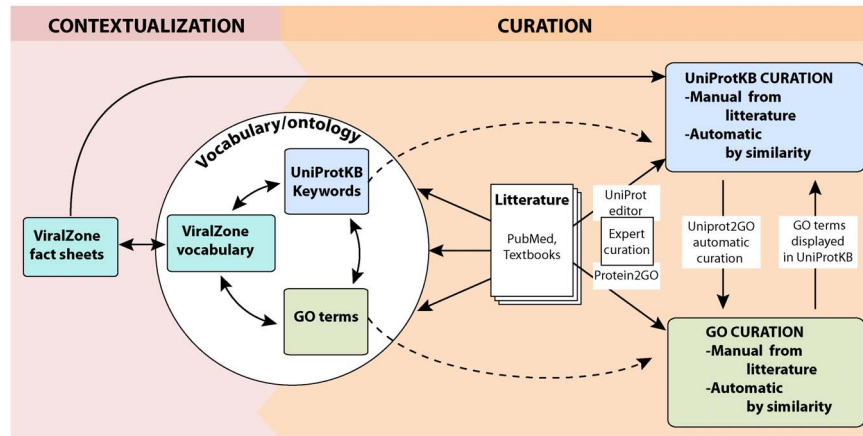 CONTEXTUALIZATION
CURATION
Vocabulary/ontology
UniProtKB
Keywords
ViralZone
vocabulary
GO terms
ViralZone
fact sheets
Litterature
PubMed,
Textbooks
UniProt
editor
Expert
curation
Protein2GO
UniProtKB CURATION
-Manual from
litterature
-Automatic
by similarity
Uniprot2GO
automatic
curation
GO terms
displayed
in UniProtKB
GO CURATION
-Manual from
litterature
-Automatic
by similarity